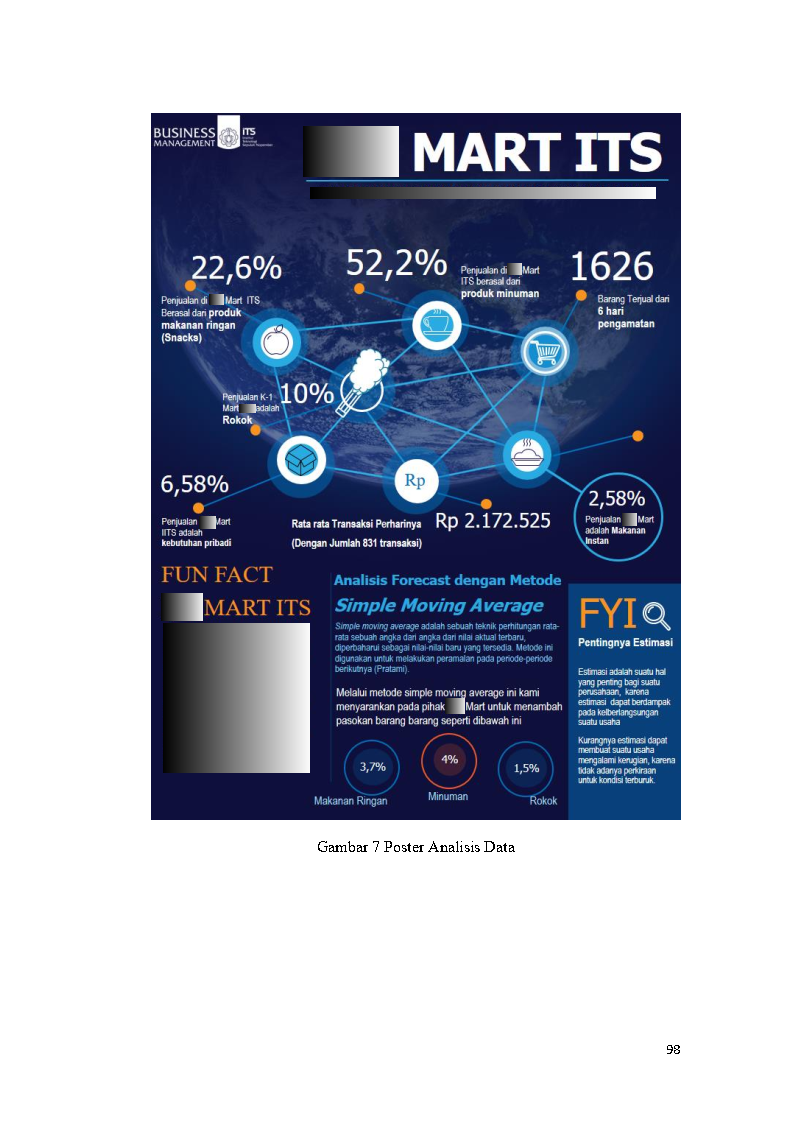 BUSINESS
MANAGEMENT
ITS
Institut
Teknologi
Sepuluh Nopember
MART ITS
22,6%
Penjualan di Mart ITS
Berasal dari produk
makanan ringan
(Snacks)
52,2%
Penjualan di Mart
ITS berasal dari
produk minuman
1626
Barang Terjual dari
6 hari
pengamatan
Penjualan K-1
Mart adalah
Rokok
10%
6,58%
Penjualan Mart
IITS adalah
kebutuhan pribadi
Rp
Rata rata Transaksi Perharinya
(Dengan Jumlah 831 transaksi)
Rp 2.172.525
2,58%
Penjualan Mart
adalah Makanan
Instan
FUN FACT
MART ITS
Analisis Forecast dengan Metode
Simple Moving Average
Simple moving average adalah sebuah teknik perhitungan rata-
rata sebuah angka dari angka dari nilai aktual terbaru,
diperbaharui sebagai nilai-nilai baru yang tersedia. Metode ini
digunakan untuk melakukan peramalan pada periode-periode
berikutnya (Pratami).
Melalui metode simple moving average ini kami
menyarankan pada pihak Mart untuk menambah
pasokan barang barang seperti dibawah ini
3,7%
Makanan Ringan
4%
Minuman
1,5%
Rokok
FYI
Pentingnya Estimasi
Estimasi adalah suatu hal
yang penting bagi suatu
perusahaan, karena
estimasi dapat berdampak
pada kelberlangsungan
suatu usaha
Kurangnya estimasi dapat
membuat suatu usaha
mengalami kerugian, karena
tidak adanya perkiraan
untuk kondisi terburuk.
Gambar 7 Poster Analisis Data
98